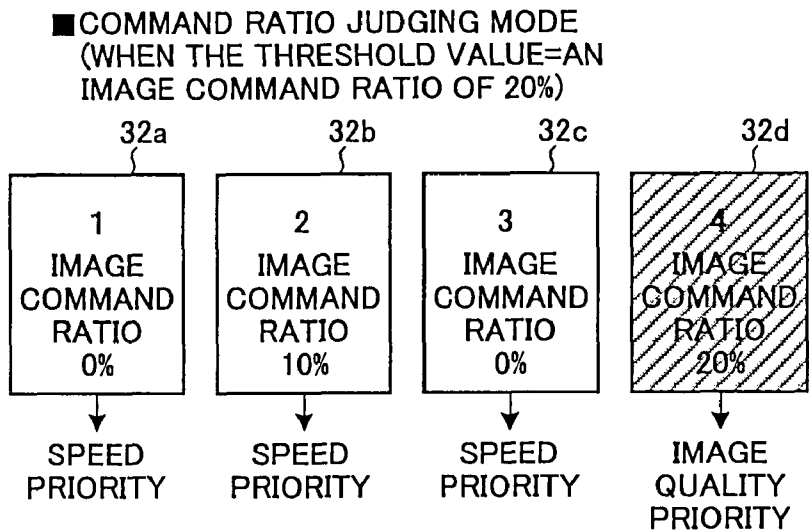 ■COMMAND RATIO JUDGING MODE
(WHEN THE THRESHOLD VALUE=AN
IMAGE COMMAND RATIO OF 20%)
32a 32b 32c 32d
1
IMAGE
COMMAND
RATIO
0%
2
IMAGE
COMMAND
RATIO
10%
3
IMAGE
COMMAND
RATIO
0%
4
IMAGE
COMMAND
RATIO
20%
SPEED
PRIORITY
SPEED
PRIORITY
SPEED
PRIORITY
IMAGE
QUALITY
PRIORITY